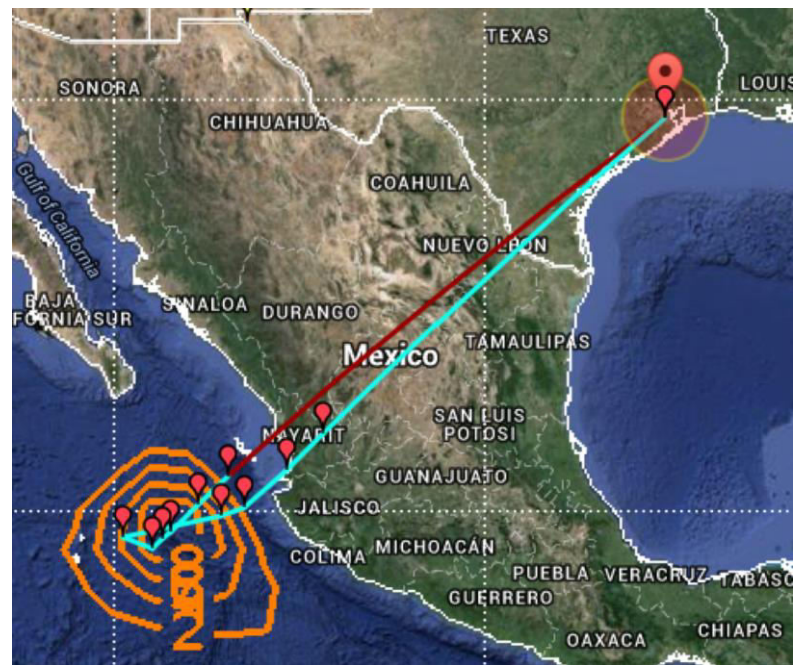 TEXAS
SONORA
LOUIS
CHIHUAHUA
COAHUILA
Gulf of California
NUEVO LEON
BAJA
FORNIA SUR
SINALOA
DURANGO
TAMAULIPAS
Mexico
SAN LUIS
POTOSI
NAYARIT
GUANAJUATO
JALISCO
COLIMA
MICHOACÁN
PUEBLA
VERACRUZ
TABASC
GUERRERO
CHIAPAS
OAXACA